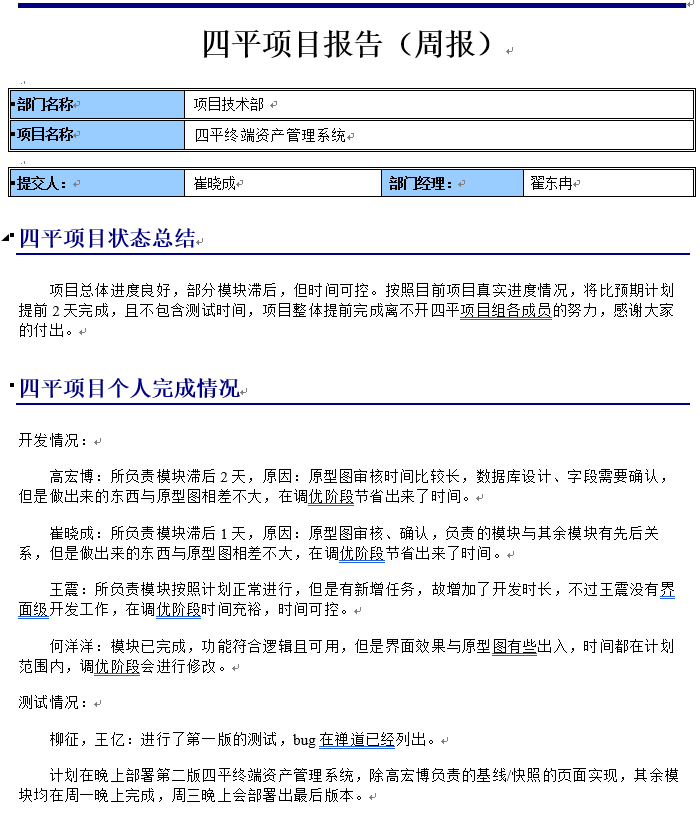 四平项目报告（周报）
部门名称 项目技术部
项目名称 四平终端资产管理系统
提交人： 崔晓成 部门经理： 翟东冉
四平项目状态总结
项目总体进度良好，部分模块滞后，但时间可控。按照目前项目真实进度情况，将比预期计划
提前 2 天完成，且不包含测试时间，项目整体提前完成离不开四平项目组各成员的努力，感谢大家
的付出。
四平项目个人完成情况
开发情况：
高宏博：所负责模块滞后 2 天，原因：原型图审核时间比较长，数据库设计、字段需要确认，
但是做出来的东西与原型图相差不大，在调优阶段节省出来了时间。
崔晓成：所负责模块滞后 1 天，原因：原型图审核、确认，负责的模块与其余模块有先后关
系，但是做出来的东西与原型图相差不大，在调优阶段节省出来了时间。
王震：所负责模块按照计划正常进行，但是有新增任务，故增加了开发时长，不过王震没有界
面级开发工作，在调优阶段时间充裕，时间可控。
何洋洋：模块已完成，功能符合逻辑且可用，但是界面效果与原型图有些出入，时间都在计划
范围内，调优阶段会进行修改。
测试情况：
柳征，王亿：进行了第一版的测试，bug 在禅道已经列出。
计划在晚上部署第二版四平终端资产管理系统，除高宏博负责的基线/快照的页面实现，其余模
块均在周一晚上完成，周三晚上会部署出最后版本。